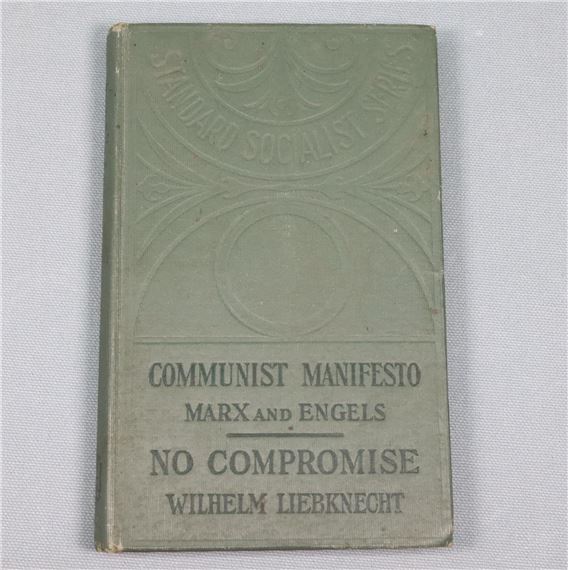 STANDARD SOCIALIST SERIES
COMMUNIST MANIFESTO
MARX AND ENGELS
NO COMPROMISE
WILHELM LIEBKNECHT